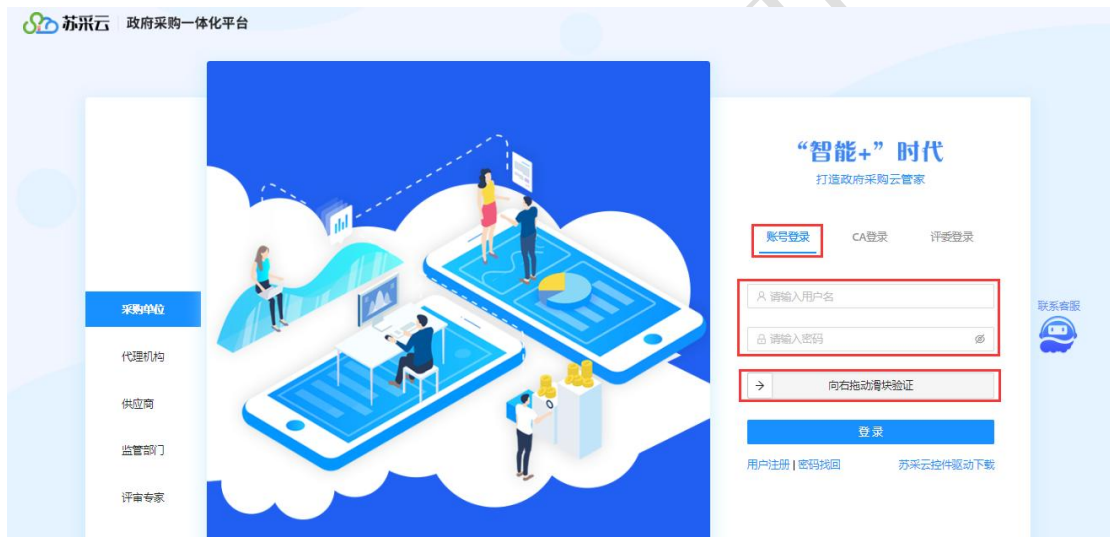 苏采云 政府采购一体化平台
采购单位
代理机构
供应商
监管部门
评审专家
“智能+”时代
打造政府采购云管家
账号登录 CA登录 评委登录
请输入用户名
请输入密码
向右拖动滑块验证
登录
用户注册 | 密码找回 苏采云控件驱动下载
联系客服